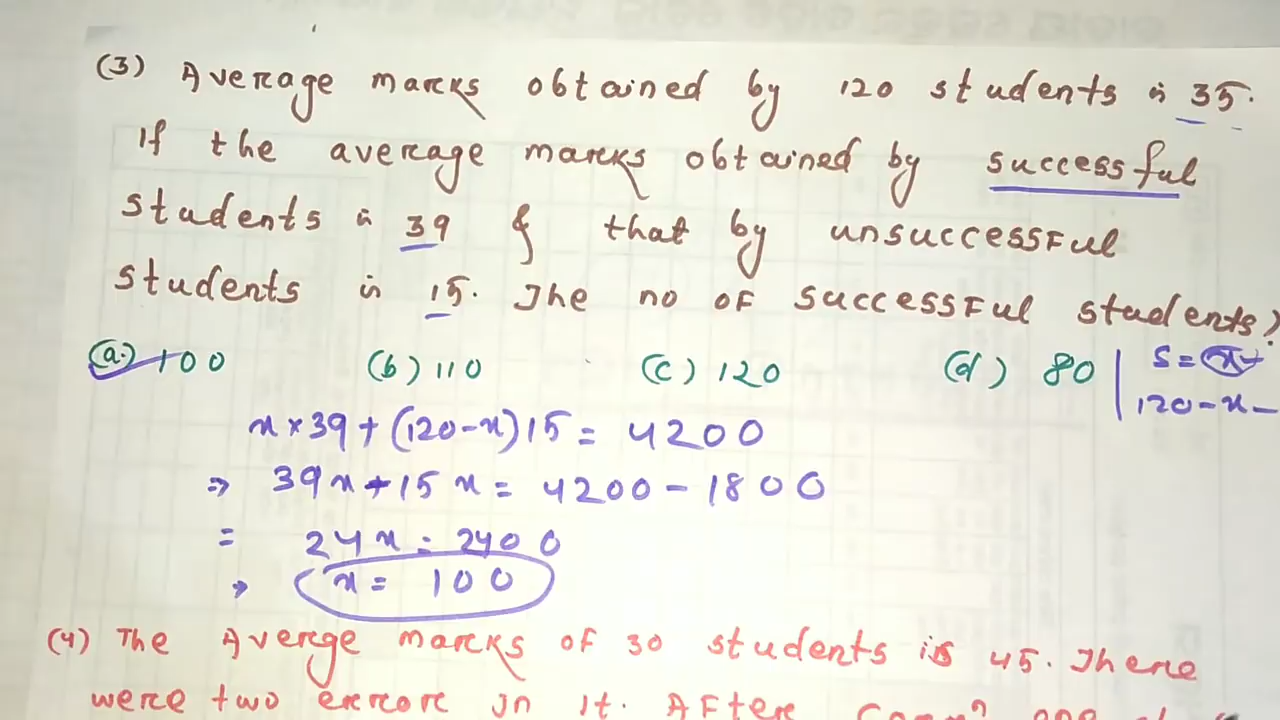 (3) Average marks obtained by 120 students is 35.
If the average marks obtained by successful
students is 39 & that by unsuccessful
students is 15. The no of successful students?
(a) 100 (b) 110 (c) 120 (d) 80
S = x
120-x-
x×39+(120-x)15 = 4200
⇒ 39x-15x = 4200-1800
= 24x = 2400
⇒ x = 100
(4) The Averge marks of 30 students is 45. There
were two error in it. After